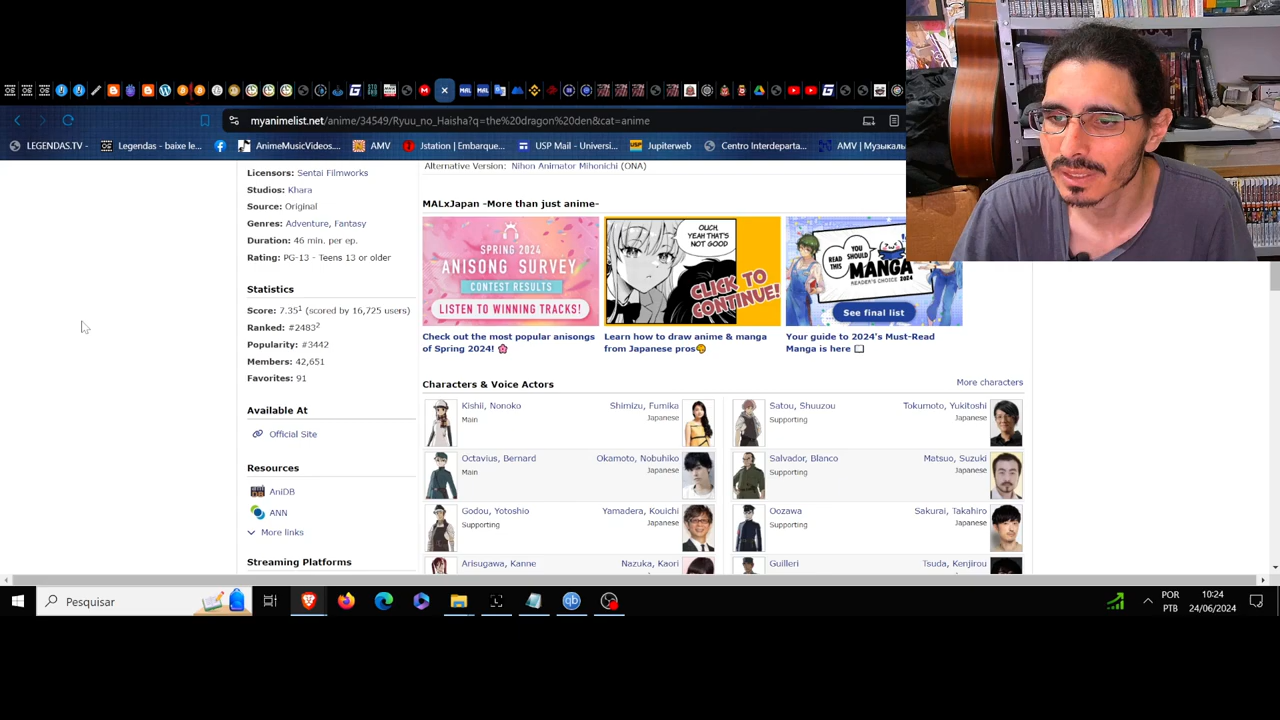 myanimelist.net/anime/34549/Ryuu_no_Haisha?q=the%20dragon%20den&cat=anime
LEGENDAS.TV - Legendas - baixe le... AnimeMusicVideos.... AMV Jstation | Embarque... USP Mail - Universi... Jupiterweb Centro Interdeparta... AMV | Музыкаль
Alternative Version: Nihon Animator Mihonichi (ONA)
Licensors: Sentai Filmworks
Studios: Khara
Source: Original
Genres: Adventure, Fantasy
Duration: 46 min. per ep.
Rating: PG-13 - Teens 13 or older
Statistics
Score: 7.35¹ (scored by 16,725 users)
Ranked: #2483²
Popularity: #3442
Members: 42,651
Favorites: 91
Available At
Official Site
Resources
AniDB
ANN
More links
Streaming Platforms
MALxJapan -More than just anime-
SPRING 2024
ANISONG SURVEY
CONTEST RESULTS
LISTEN TO WINNING TRACKS!
OUCH,
YEAH THAT'S
NOT GOOD
CLICK TO
CONTINUE!
READ
THIS
YOU
SHOULD
MANGA
READER'S CHOICE 2024
See final list
Check out the most popular anisongs
of Spring 2024!
Learn how to draw anime & manga
from Japanese pros
Your guide to 2024's Must-Read
Manga is here
Characters & Voice Actors
More characters
Kishii, Nonoko Shimizu, Fumika
Main Japanese
Satou, Shuuzou Tokumoto, Yukitoshi
Supporting Japanese
Octavius, Bernard Okamoto, Nobuhiko
Main Japanese
Salvador, Blanco Matsuo, Suzuki
Supporting Japanese
Godou, Yotoshio Yamadera, Kouichi
Supporting Japanese
Oozawa Sakurai, Takahiro
Supporting Japanese
Arisugawa, Kanne Nazuka, Kaori
Guilleri Tsuda, Kenjirou
Pesquisar
POR
PTB
10:24
24/06/2024